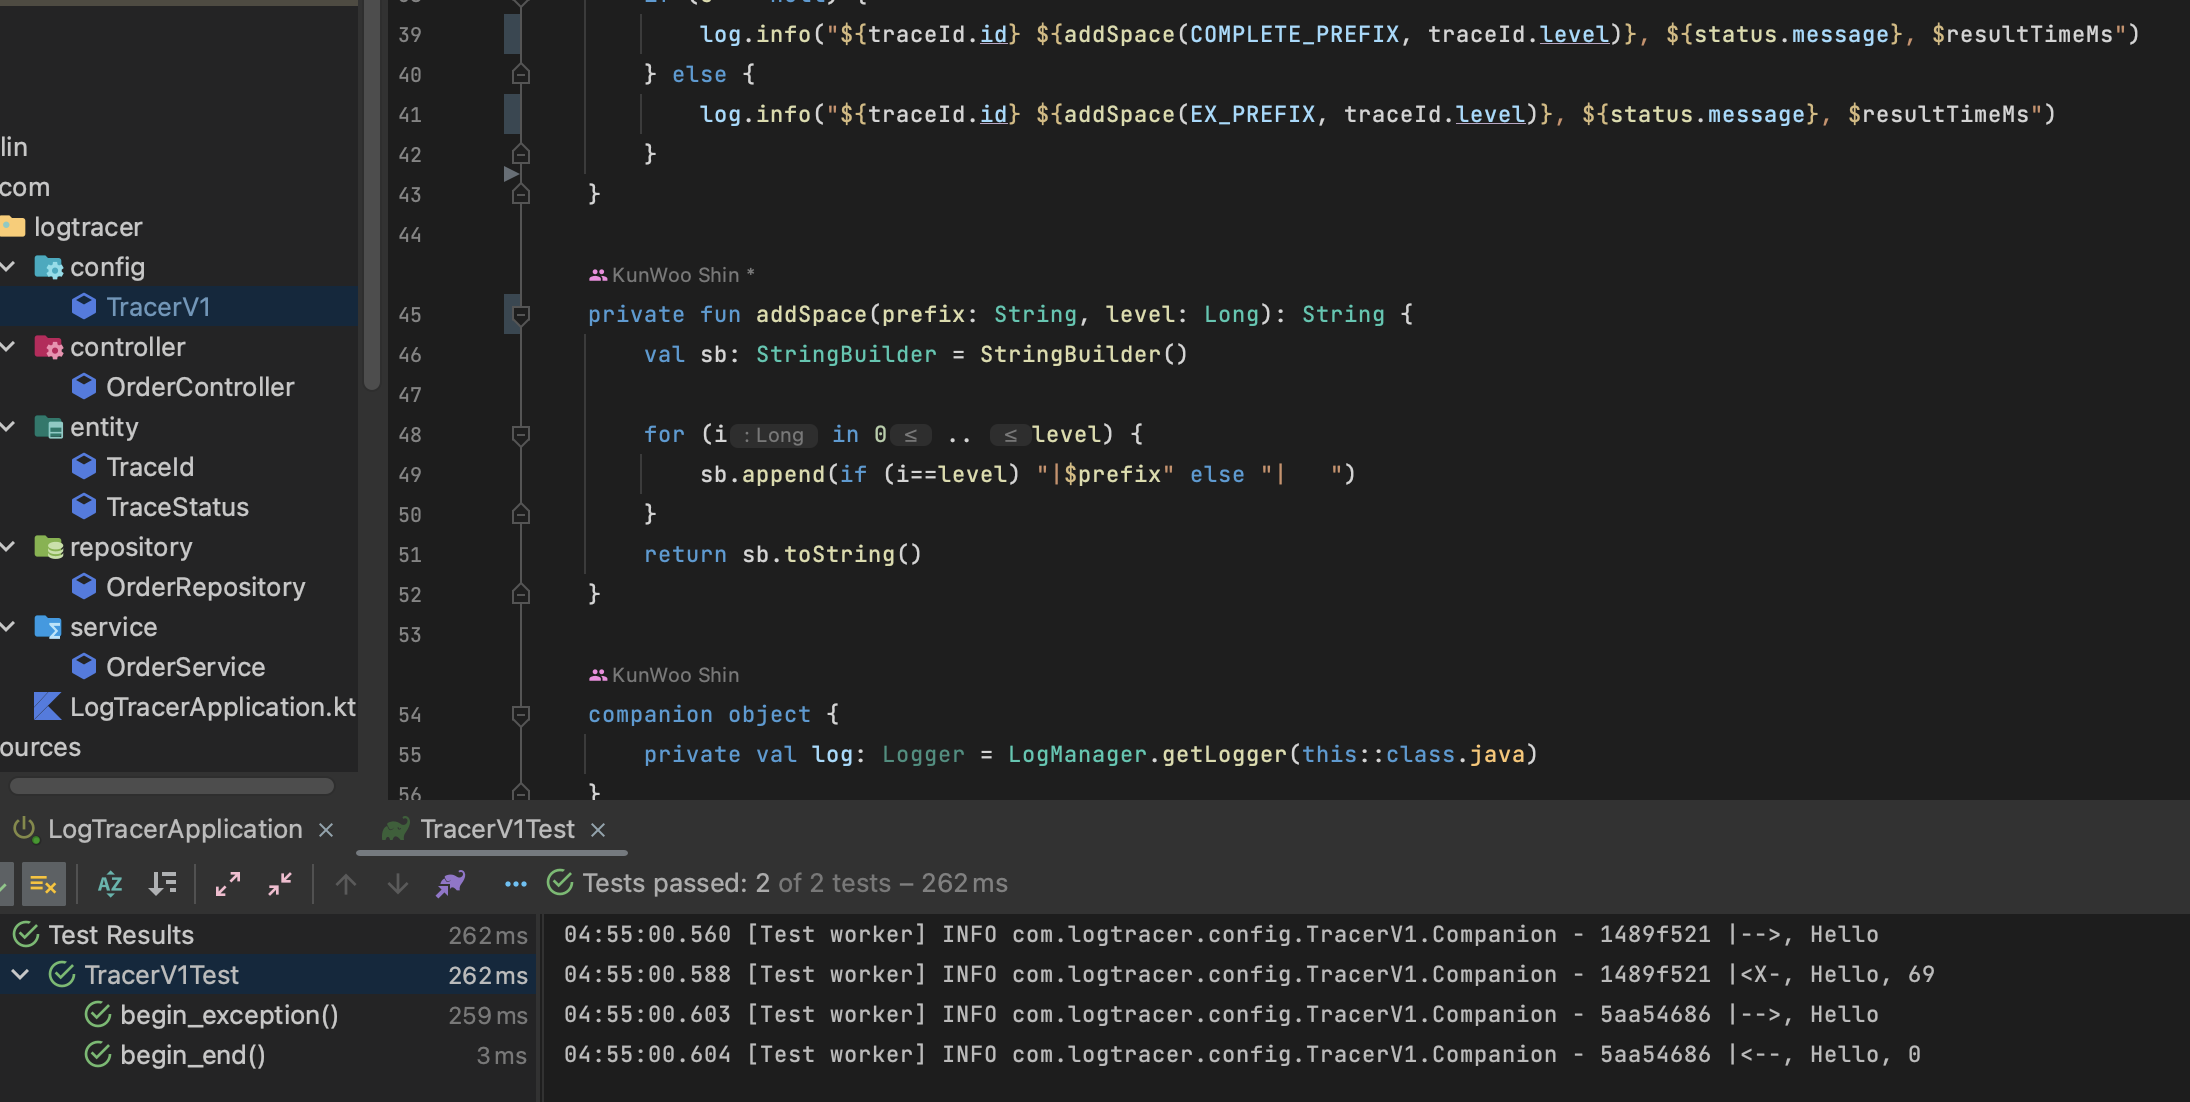 lin
com
logtracer
config
TracerV1
controller
OrderController
entity
TraceId
TraceStatus
repository
OrderRepository
service
OrderService
LogTracerApplication.kt
ources
39 log.info("${traceId.id} ${addSpace(COMPLETE_PREFIX, traceId.level)}, ${status.message}, $resultTimeMs")
40 } else {
41 log.info("${traceId.id} ${addSpace(EX_PREFIX, traceId.level)}, ${status.message}, $resultTimeMs")
42 }
43 }
44
KunWoo Shin *
45 private fun addSpace(prefix: String, level: Long): String {
46 val sb: StringBuilder = StringBuilder()
47
48 for (i : Long in 0 ≤ .. ≤ level) {
49 sb.append(if (i==level) "|$prefix" else "|   ")
50 }
51 return sb.toString()
52 }
53
KunWoo Shin
54 companion object {
55 private val log: Logger = LogManager.getLogger(this::class.java)
56 }
LogTracerApplication × TracerV1Test ×
Tests passed: 2 of 2 tests – 262 ms
Test Results 262 ms
TracerV1Test 262 ms
begin_exception() 259 ms
begin_end() 3 ms
04:55:00.560 [Test worker] INFO com.logtracer.config.TracerV1.Companion - 1489f521 |-->, Hello
04:55:00.588 [Test worker] INFO com.logtracer.config.TracerV1.Companion - 1489f521 |<X-, Hello, 69
04:55:00.603 [Test worker] INFO com.logtracer.config.TracerV1.Companion - 5aa54686 |-->, Hello
04:55:00.604 [Test worker] INFO com.logtracer.config.TracerV1.Companion - 5aa54686 |<--, Hello, 0